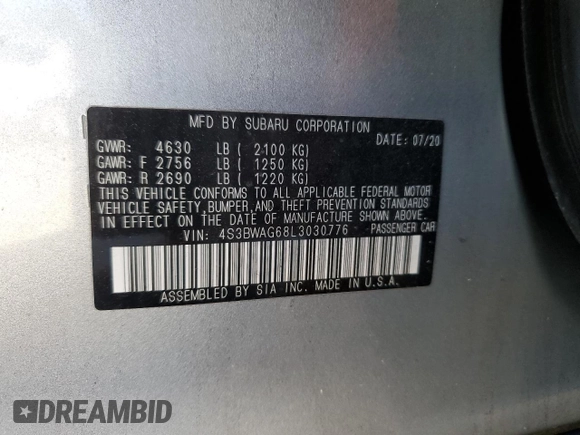 MFD BY SUBARU CORPORATION
DATE: 07/20
GVWR: 4630 LB ( 2100 KG)
GAWR: F 2756 LB ( 1250 KG)
GAWR: R 2690 LB ( 1220 KG)
THIS VEHICLE CONFORMS TO ALL APPLICABLE FEDERAL MOTOR
VEHICLE SAFETY, BUMPER, AND THEFT PREVENTION STANDARDS
IN EFFECT ON THE DATE OF MANUFACTURE SHOWN ABOVE.
VIN: 4S3BWAG68L3030776 PASSENGER CAR
ASSEMBLED BY SIA INC. MADE IN U.S.A.
DREAMBID